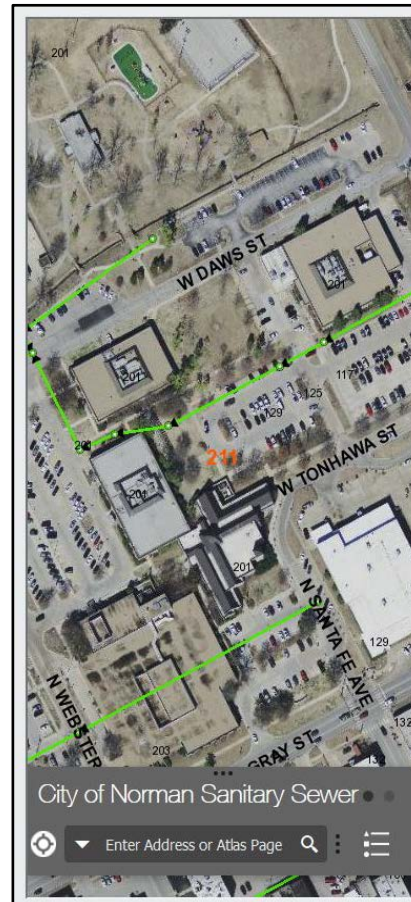 201
W DAWS ST
201
201
117
125
129
201
211
W TONHAWA ST
201
201
N SANTA FE AVE
129
N WEBSTER
132
GRAY ST
203
City of Norman Sanitary Sewer
Enter Address or Atlas Page